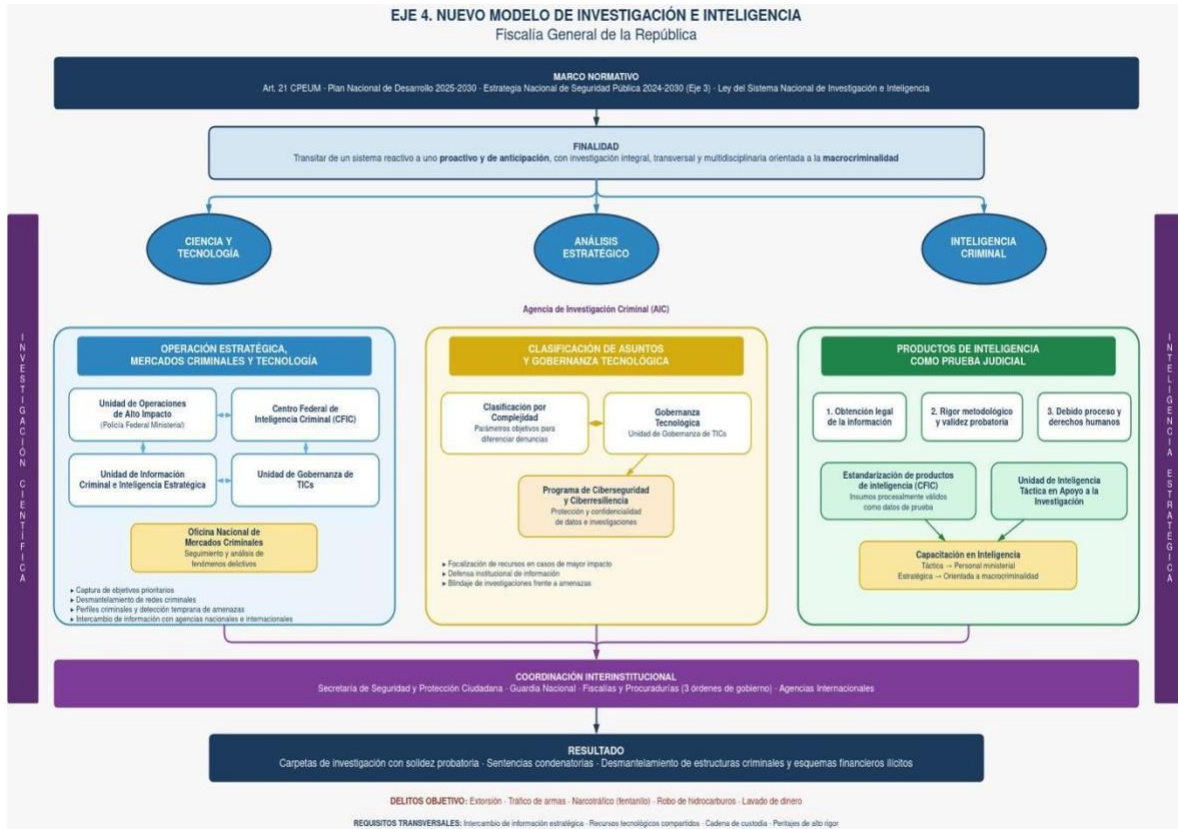 EJE 4. NUEVO MODELO DE INVESTIGACIÓN E INTELIGENCIA
Fiscalía General de la República
MARCO NORMATIVO
Art. 21 CPEUM · Plan Nacional de Desarrollo 2025-2030 · Estrategia Nacional de Seguridad Pública 2024-2030 (Eje 3) · Ley del Sistema Nacional de Investigación e Inteligencia
FINALIDAD
Transitar de un sistema reactivo a uno proactivo y de anticipación, con investigación integral, transversal y multidisciplinaria orientada a la macrocriminalidad
INVESTIGACIÓN CIENTÍFICA
CIENCIA Y
TECNOLOGÍA
ANÁLISIS
ESTRATÉGICO
INTELIGENCIA
CRIMINAL
INTELIGENCIA ESTRATÉGICA
Agencia de Investigación Criminal (AIC)
OPERACIÓN ESTRATÉGICA,
MERCADOS CRIMINALES Y TECNOLOGÍA
Unidad de Operaciones
de Alto Impacto
(Policía Federal Ministerial)
Centro Federal de
Inteligencia Criminal (CFIC)
Unidad de Información
Criminal e Inteligencia Estratégica
Unidad de Gobernanza de
TICs
Oficina Nacional de
Mercados Criminales
Seguimiento y análisis de
fenómenos delictivos
▸ Captura de objetivos prioritarios
▸ Desmantelamiento de redes criminales
▸ Perfiles criminales y detección temprana de amenazas
▸ Intercambio de información con agencias nacionales e internacionales
CLASIFICACIÓN DE ASUNTOS
Y GOBERNANZA TECNOLÓGICA
Clasificación por
Complejidad
Parámetros objetivos para
diferenciar denuncias
Gobernanza
Tecnológica
Unidad de Gobernanza de TICs
Programa de Ciberseguridad
y Ciberresiliencia
Protección y confidencialidad
de datos e investigaciones
▸ Focalización de recursos en casos de mayor impacto
▸ Defensa institucional de información
▸ Blindaje de investigaciones frente a amenazas
PRODUCTOS DE INTELIGENCIA
COMO PRUEBA JUDICIAL
1. Obtención legal
de la información
2. Rigor metodológico
y validez probatoria
3. Debido proceso y
derechos humanos
Estandarización de productos
de inteligencia (CFIC)
Insumos procesalmente válidos
como datos de prueba
Unidad de Inteligencia
Táctica en Apoyo a la
Investigación
Capacitación en Inteligencia
Táctica → Personal ministerial
Estratégica → Orientada a macrocriminalidad
COORDINACIÓN INTERINSTITUCIONAL
Secretaría de Seguridad y Protección Ciudadana · Guardia Nacional · Fiscalías y Procuradurías (3 órdenes de gobierno) · Agencias Internacionales
RESULTADO
Carpetas de investigación con solidez probatoria · Sentencias condenatorias · Desmantelamiento de estructuras criminales y esquemas financieros ilícitos
DELITOS OBJETIVO: Extorsión · Tráfico de armas · Narcotráfico (fentanilo) · Robo de hidrocarburos · Lavado de dinero
REQUISITOS TRANSVERSALES: Intercambio de información estratégica · Recursos tecnológicos compartidos · Cadena de custodia · Peritajes de alto rigor